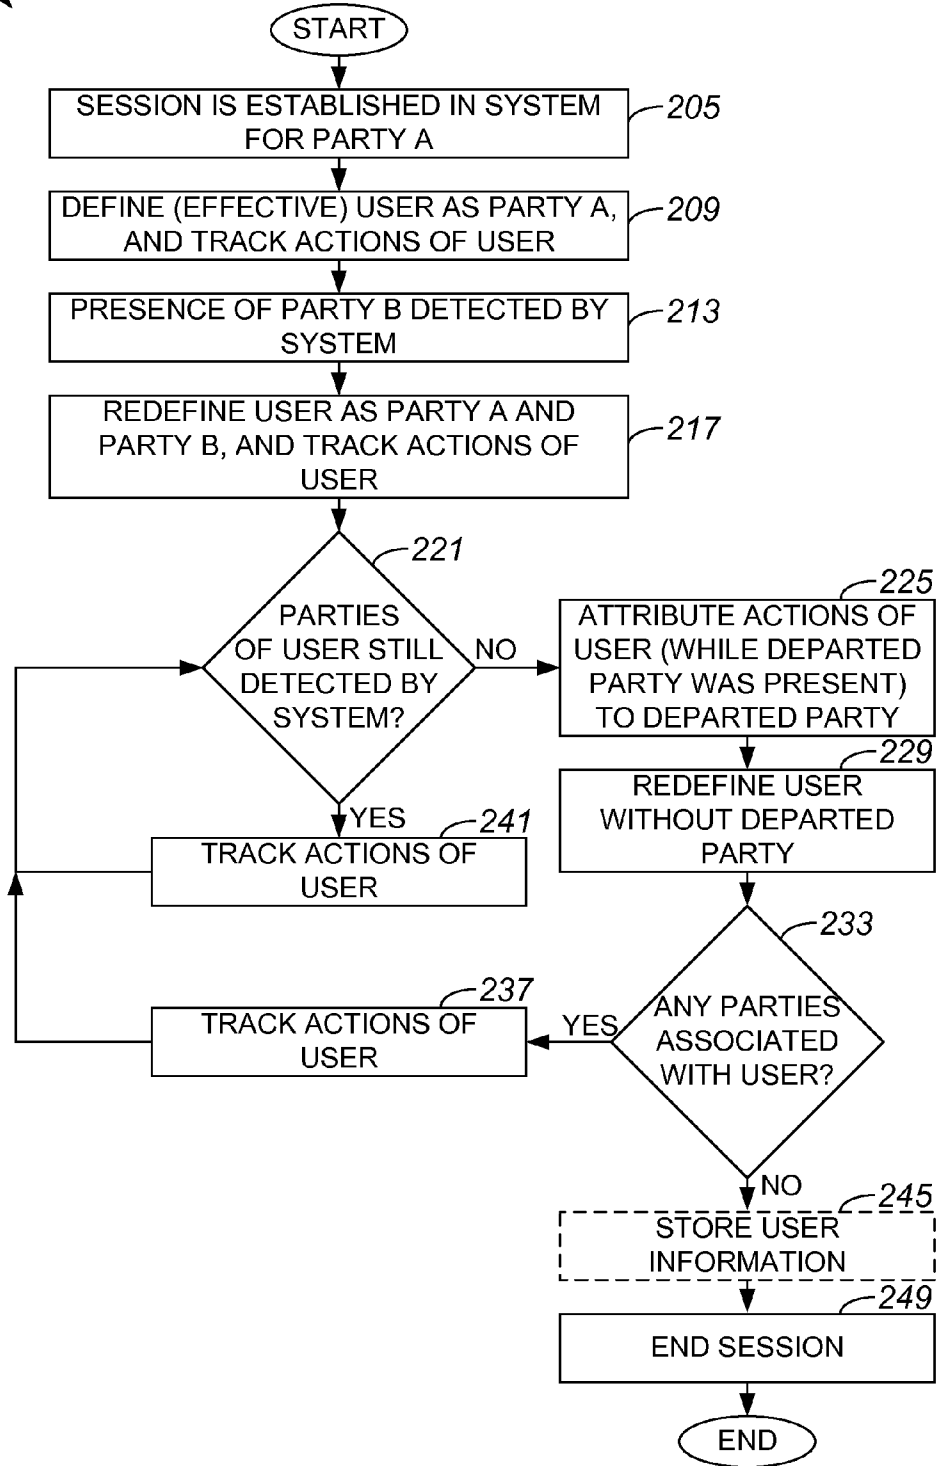 START
SESSION IS ESTABLISHED IN SYSTEM
FOR PARTY A
205
DEFINE (EFFECTIVE) USER AS PARTY A,
AND TRACK ACTIONS OF USER
209
PRESENCE OF PARTY B DETECTED BY
SYSTEM
213
REDEFINE USER AS PARTY A AND
PARTY B, AND TRACK ACTIONS OF
USER
217
221
PARTIES
OF USER STILL
DETECTED BY
SYSTEM?
NO
225
ATTRIBUTE ACTIONS OF
USER (WHILE DEPARTED
PARTY WAS PRESENT)
TO DEPARTED PARTY
229
REDEFINE USER
WITHOUT DEPARTED
PARTY
YES
241
TRACK ACTIONS OF
USER
233
ANY PARTIES
ASSOCIATED
WITH USER?
YES
237
TRACK ACTIONS OF
USER
NO
245
STORE USER
INFORMATION
249
END SESSION
END